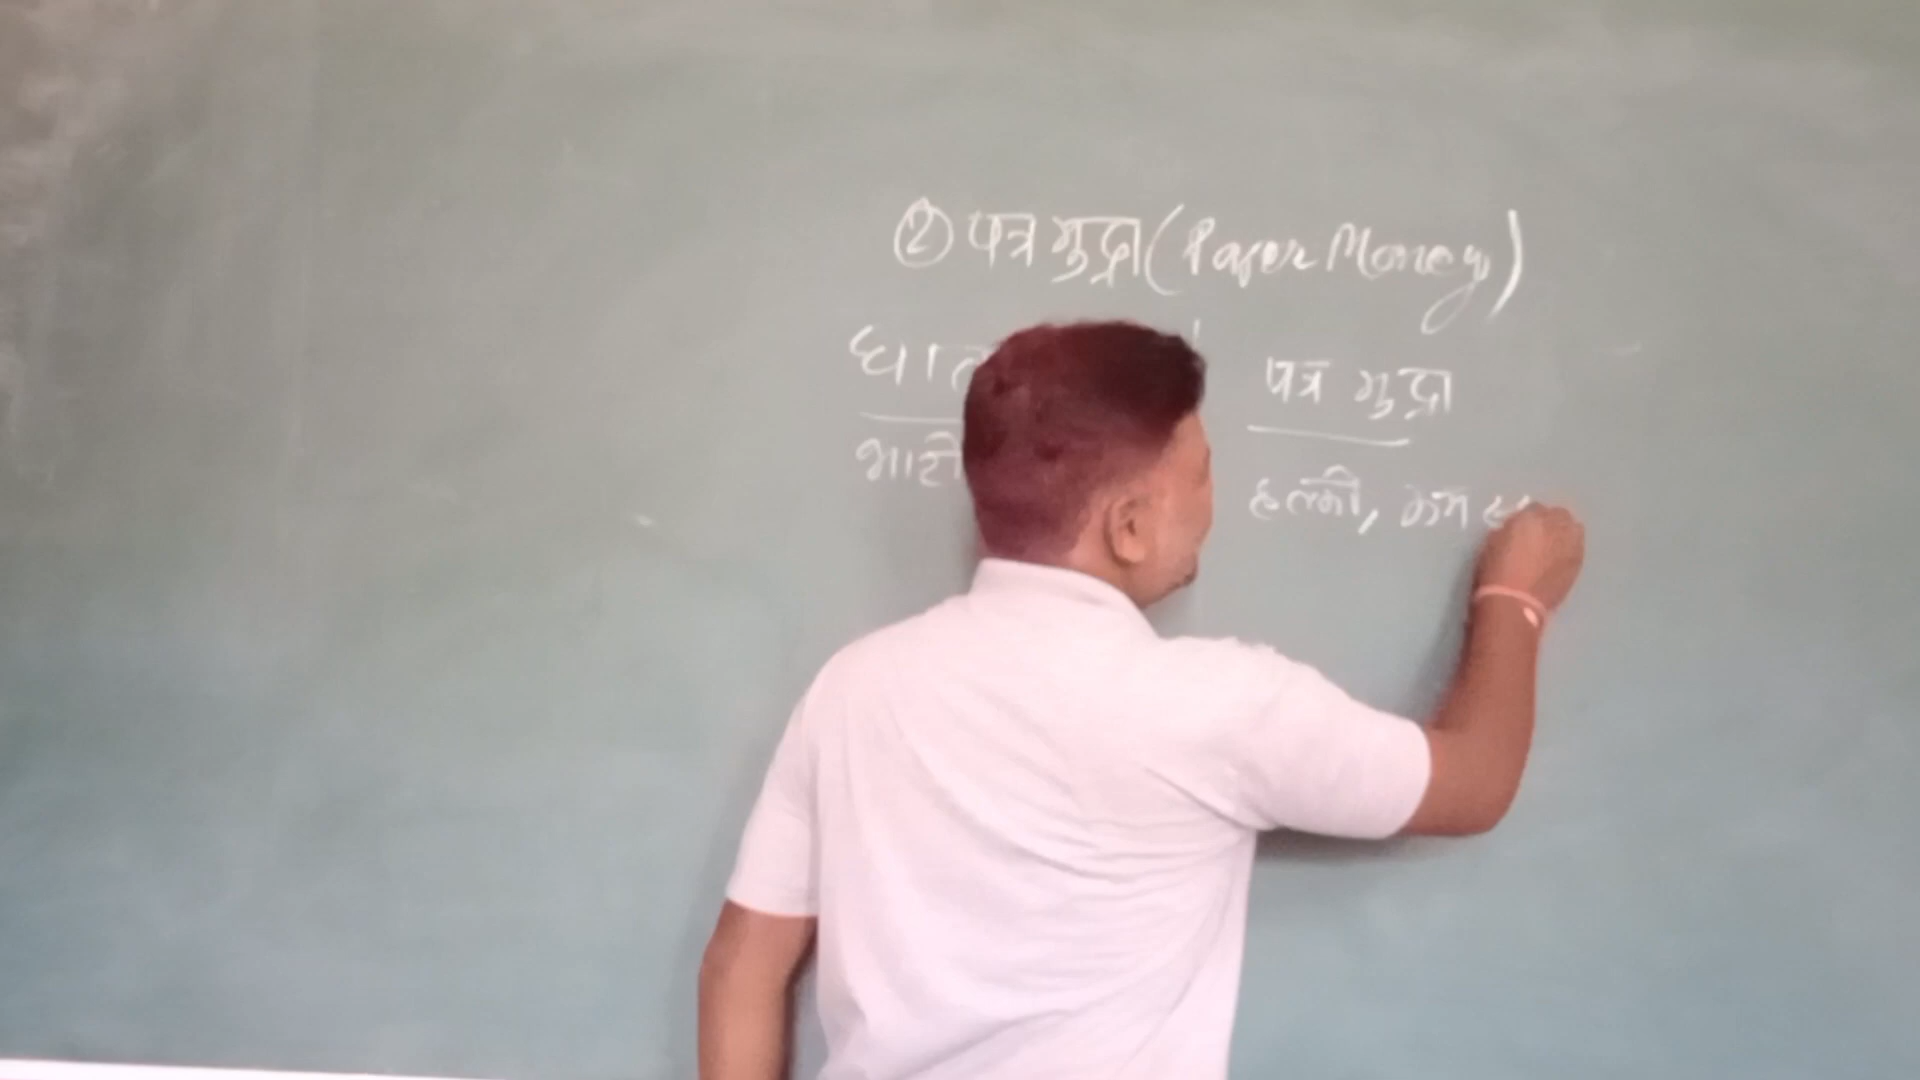 ② पत्र मुद्रा (Paper Money)
पत्र मुद्रा
भारी
हल्की, कम